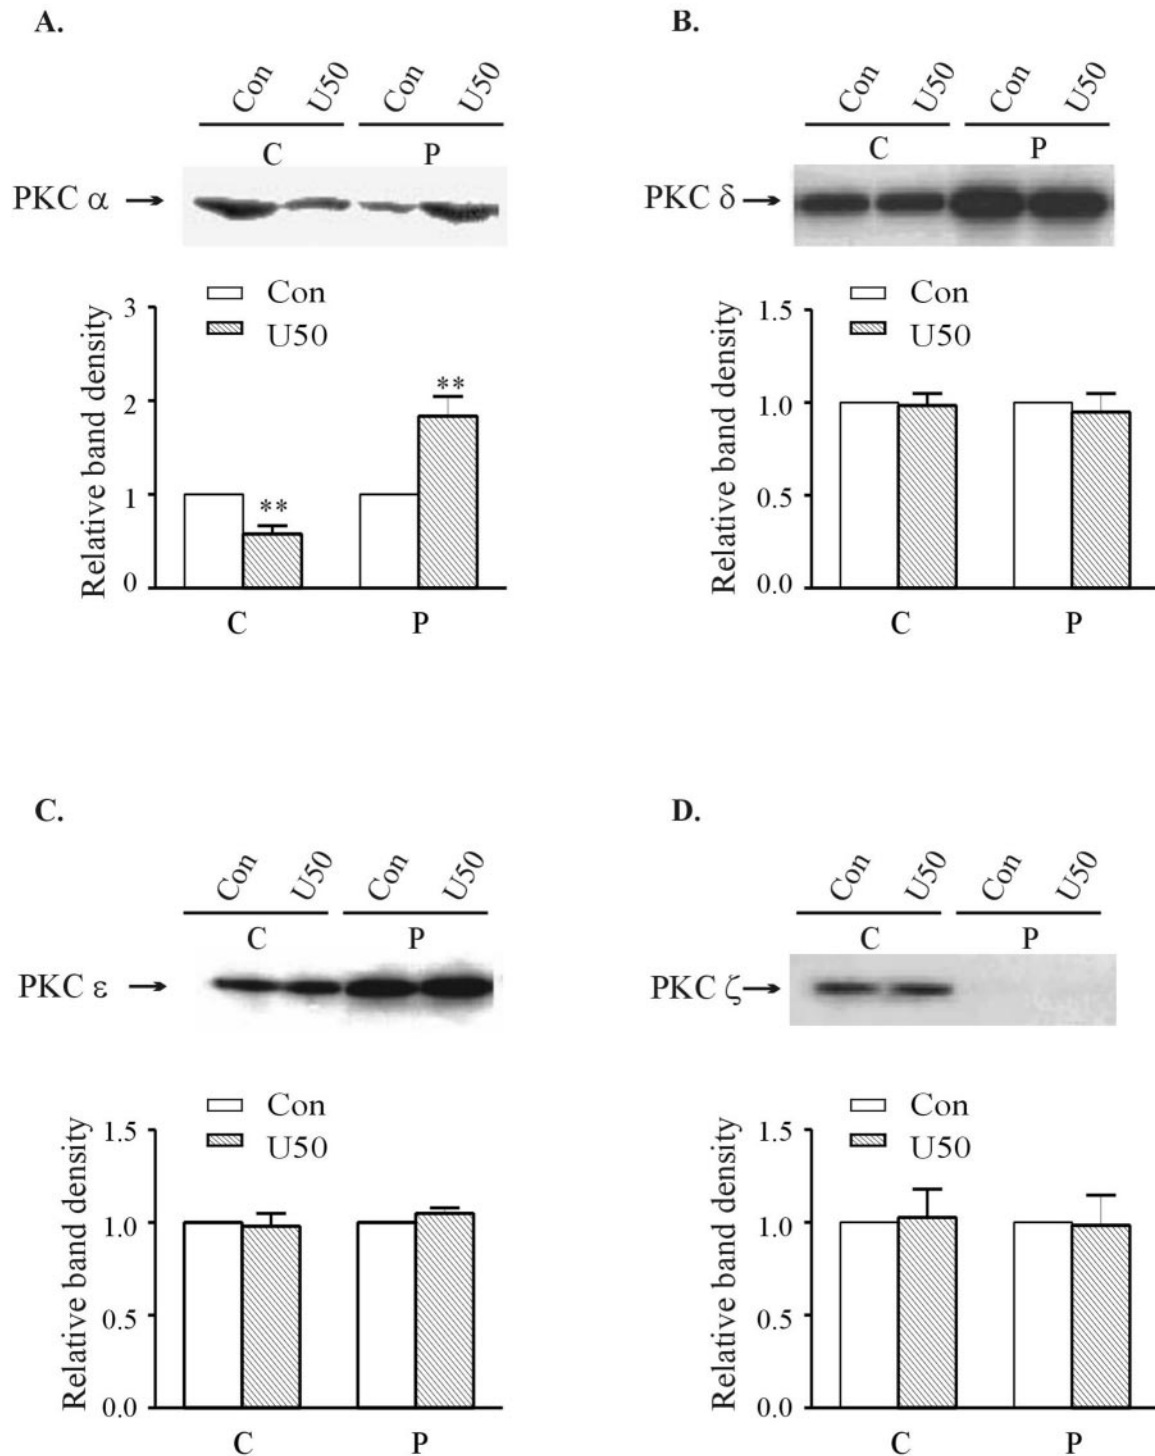 A.
Con U50 Con U50
C P
PKC α
Con
U50
Relative band density
3
2
1
0
**
**
C P
B.
Con U50 Con U50
C P
PKC δ
Con
U50
Relative band density
1.5
1.0
0.5
0.0
C P
C.
Con U50 Con U50
C P
PKC ε
Con
U50
Relative band density
1.5
1.0
0.5
0.0
C P
D.
Con U50 Con U50
C P
PKC ζ
Con
U50
Relative band density
1.5
1.0
0.5
0.0
C P